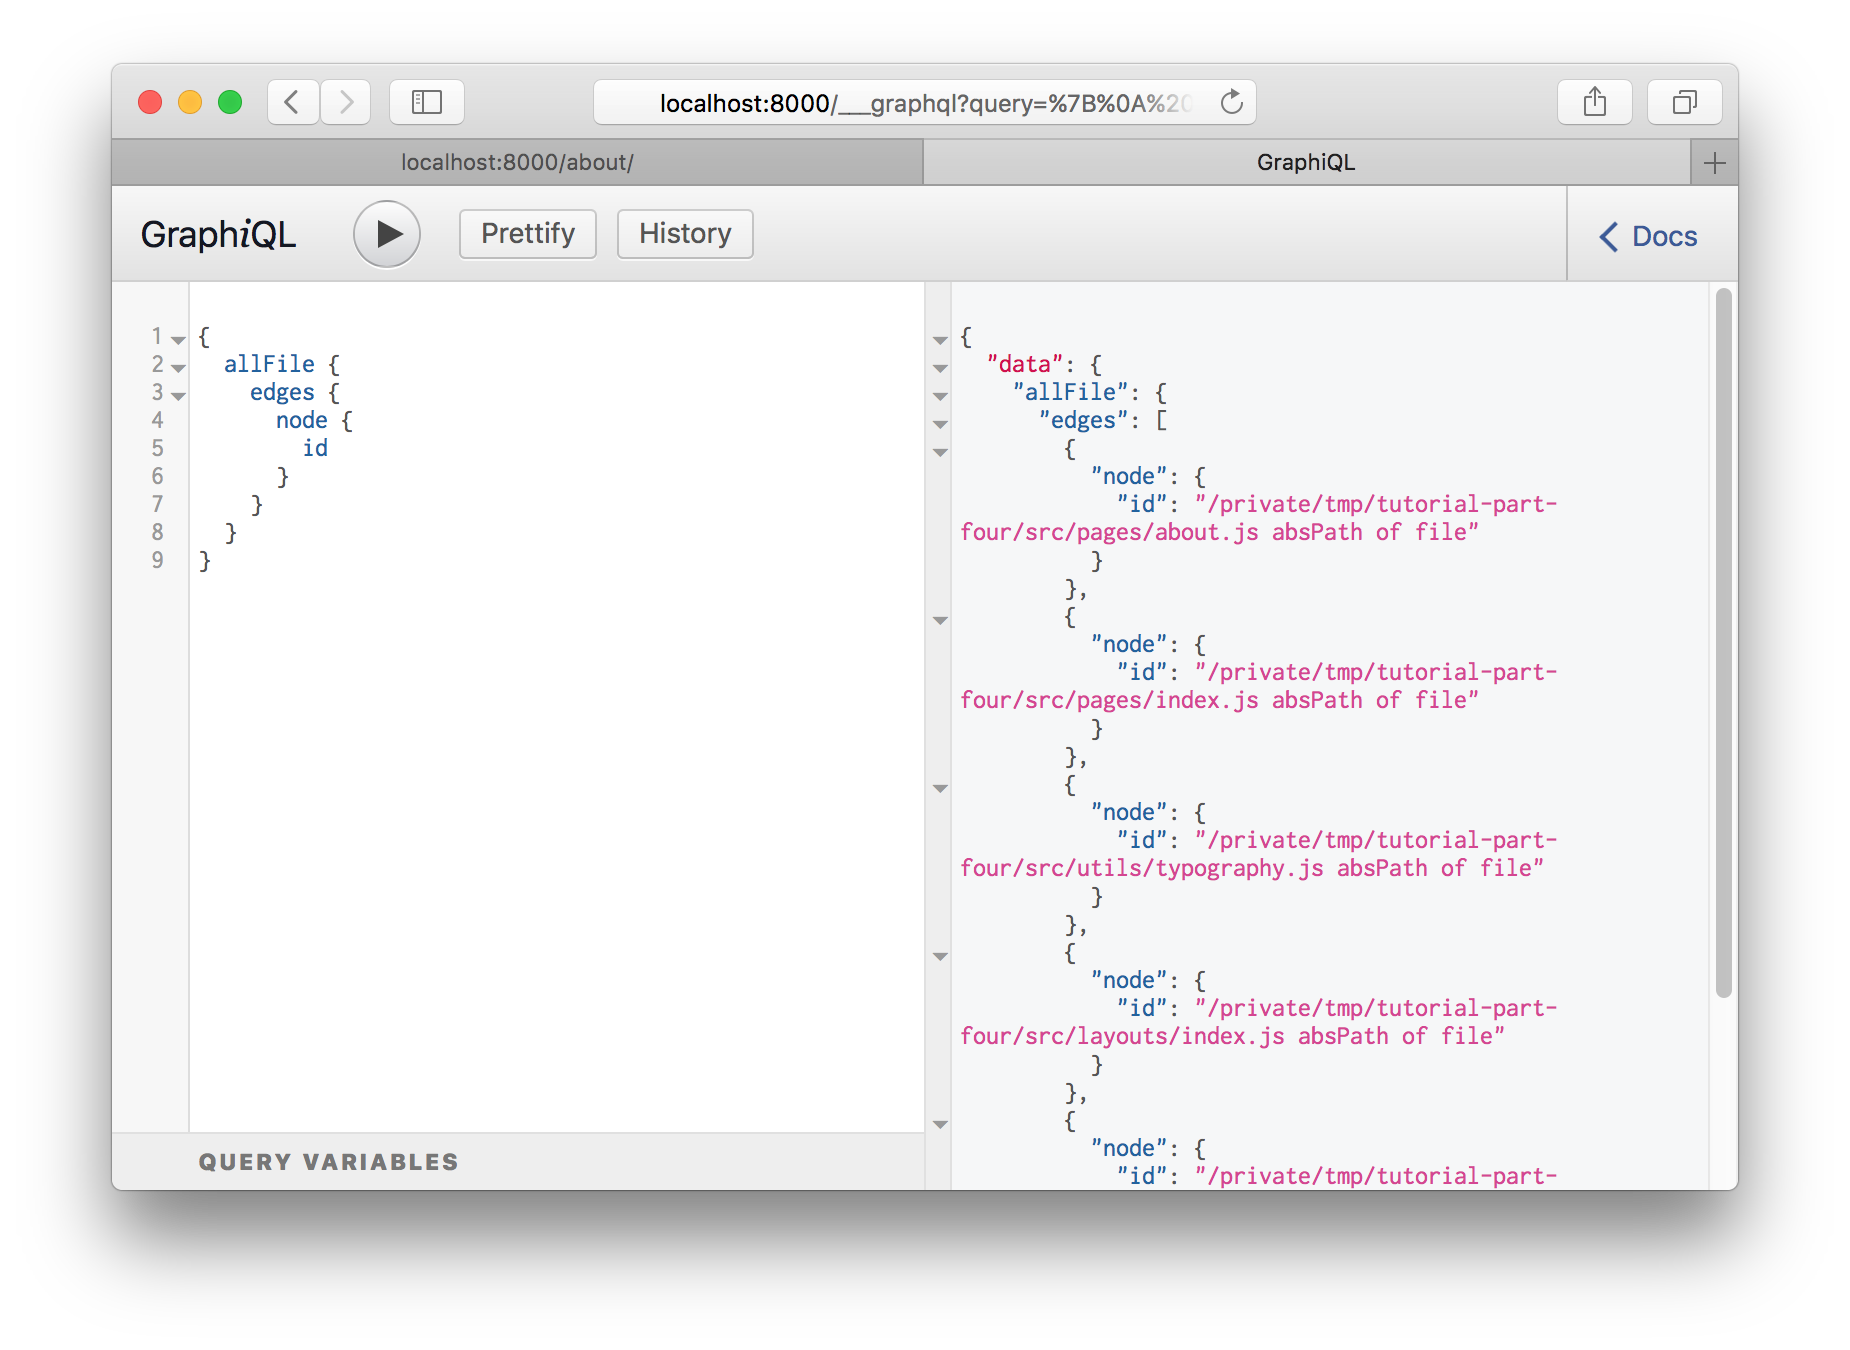 localhost:8000/___graphql?query=%7B%0A%20
localhost:8000/about/
GraphiQL
GraphiQL
Prettify
History
Docs
1 {
2 allFile {
3 edges {
4 node {
5 id
6 }
7 }
8 }
9 }
QUERY VARIABLES
{
"data": {
"allFile": {
"edges": [
{
"node": {
"id": "/private/tmp/tutorial-part-
four/src/pages/about.js absPath of file"
}
},
{
"node": {
"id": "/private/tmp/tutorial-part-
four/src/pages/index.js absPath of file"
}
},
{
"node": {
"id": "/private/tmp/tutorial-part-
four/src/utils/typography.js absPath of file"
}
},
{
"node": {
"id": "/private/tmp/tutorial-part-
four/src/layouts/index.js absPath of file"
}
},
{
"node": {
"id": "/private/tmp/tutorial-part-